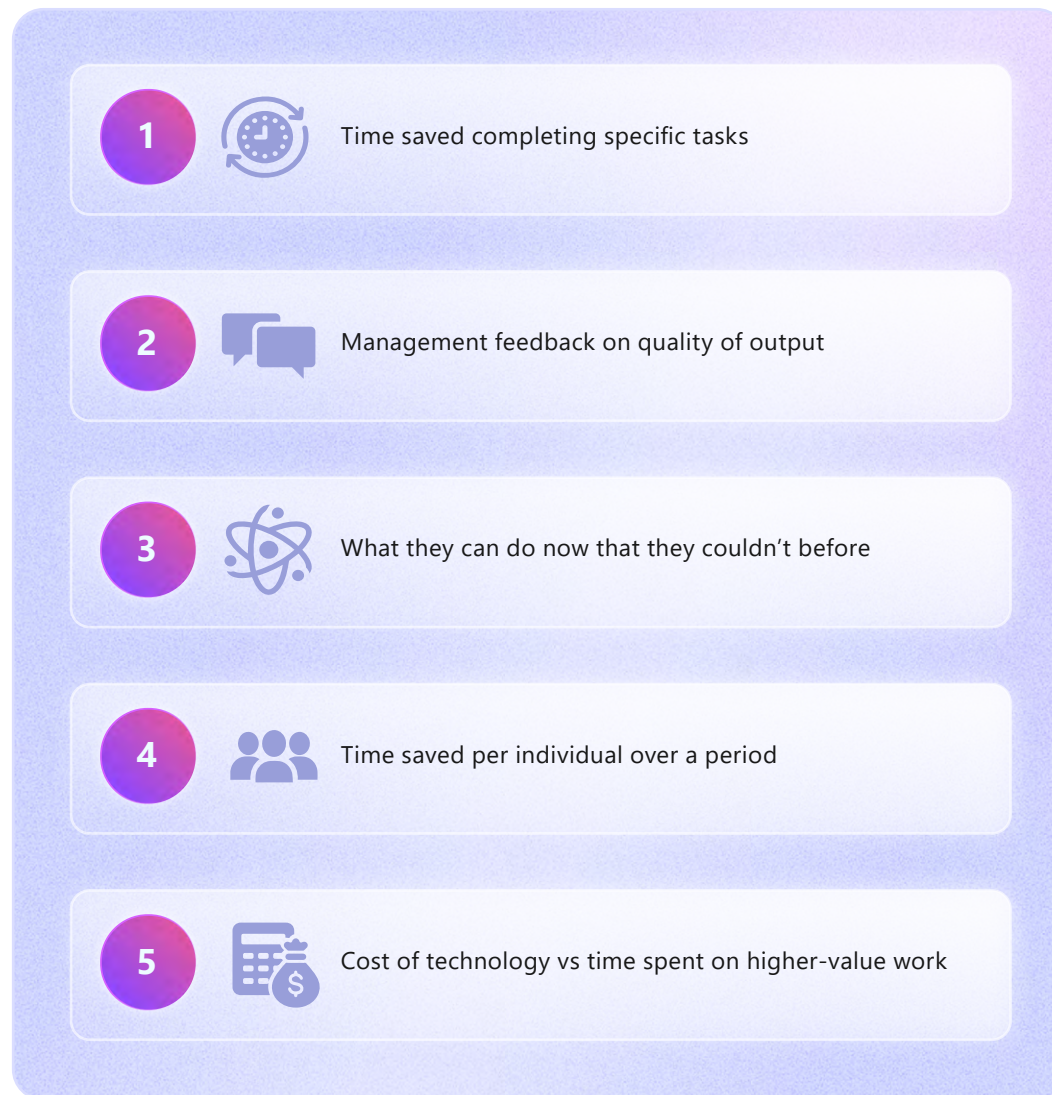 1
Time saved completing specific tasks
2
Management feedback on quality of output
3
What they can do now that they couldn’t before
4
Time saved per individual over a period
5
$
Cost of technology vs time spent on higher-value work